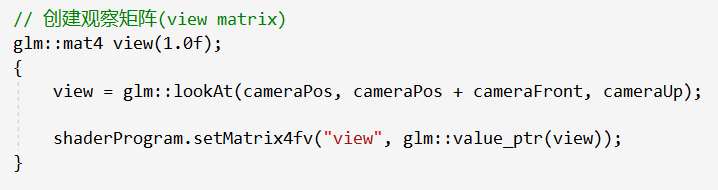 // 创建观察矩阵(view matrix)
glm::mat4 view(1.0f);
{
    view = glm::lookAt(cameraPos, cameraPos + cameraFront, cameraUp);
    shaderProgram.setMatrix4fv("view", glm::value_ptr(view));
}